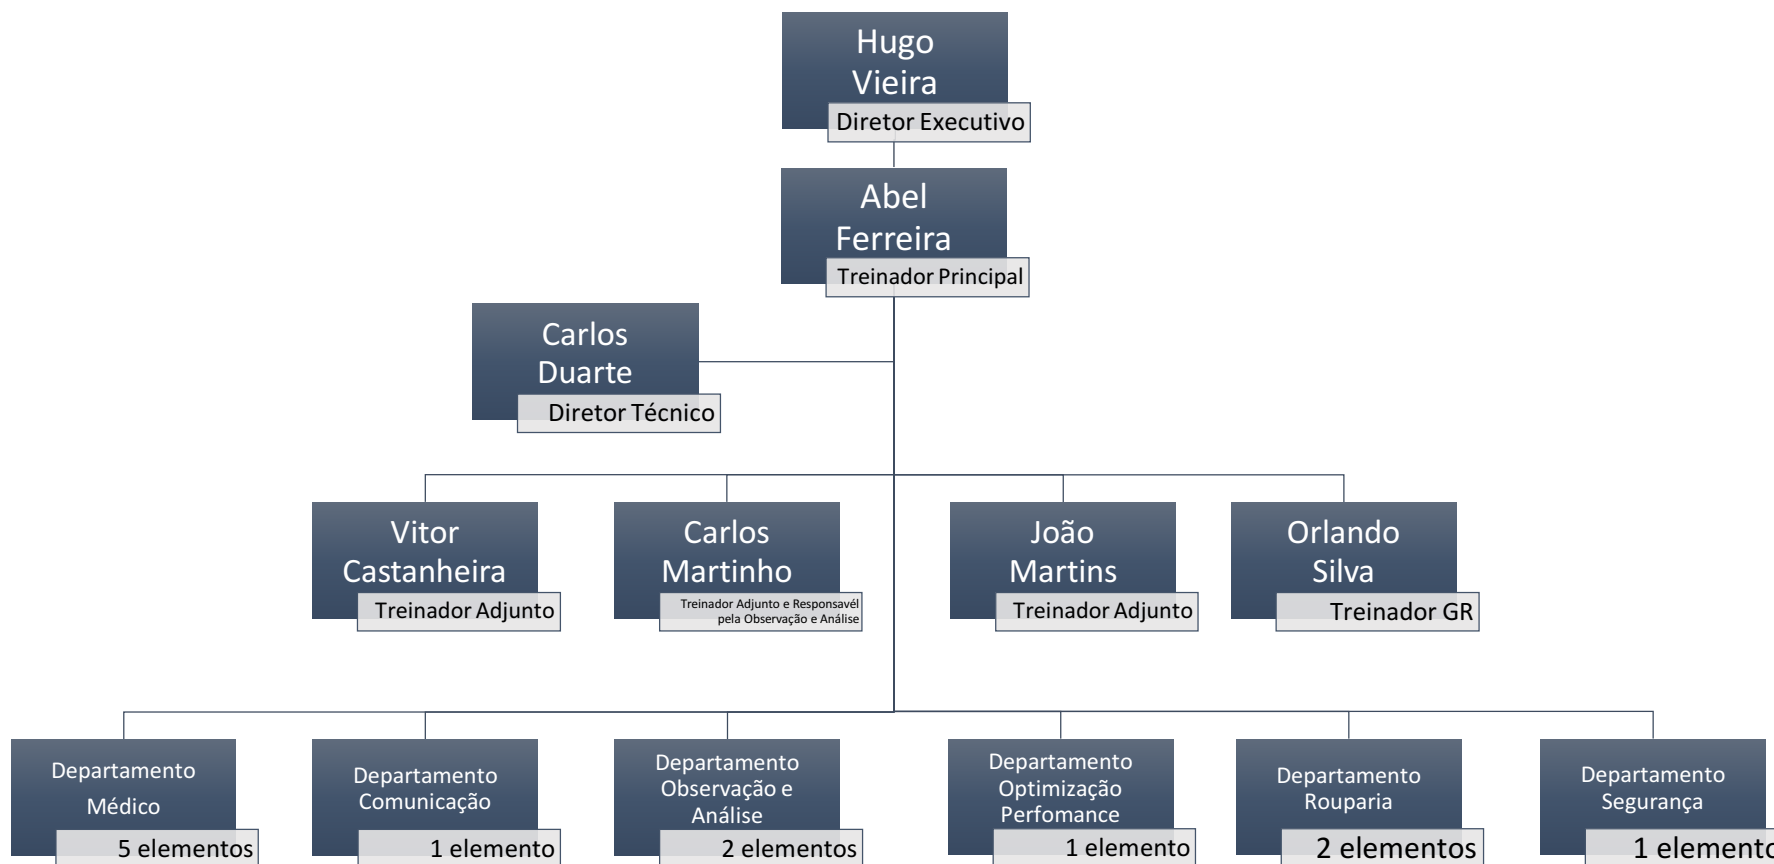 Hugo
Vieira
Diretor Executivo
Abel
Ferreira
Treinador Principal
Carlos
Duarte
Diretor Técnico
Vitor
Castanheira
Treinador Adjunto
Carlos
Martinho
Treinador Adjunto e Responsavél
pela Observação e Análise
João
Martins
Treinador Adjunto
Orlando
Silva
Treinador GR
Departamento
Médico
5 elementos
Departamento
Comunicação
1 elemento
Departamento
Observação e
Análise
2 elementos
Departamento
Optimização
Perfomance
1 elemento
Departamento
Rouparia
2 elementos
Departamento
Segurança
1 elemento